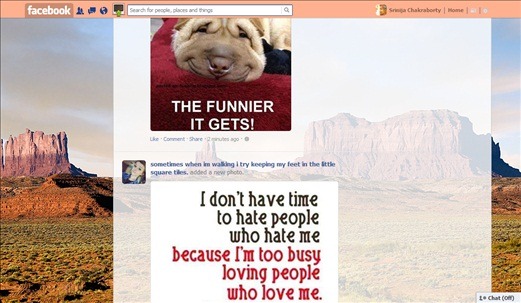 facebook
Search for people, places and things
Srinija Chakraborty
Home
THE FUNNIER
IT GETS!
Like · Comment · Share · 2 minutes ago ·
sometimes when im walking i try keeping my feet in the little
square tiles. added a new photo.
I don't have time
to hate people
who hate me
because I'm too busy
loving people
who love me.
Chat (Off)